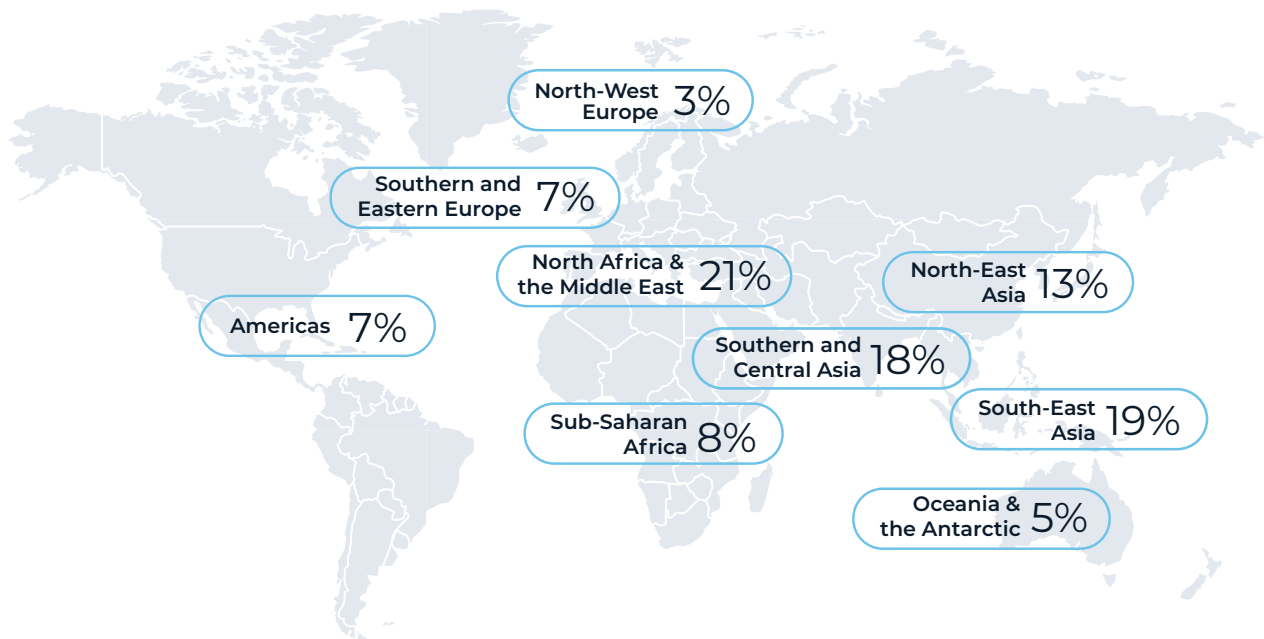 North-West
Europe 3%
Southern and
Eastern Europe 7%
North Africa &
the Middle East 21%
North-East
Asia 13%
Americas 7%
Southern and
Central Asia 18%
South-East
Asia 19%
Sub-Saharan
Africa 8%
Oceania &
the Antarctic 5%